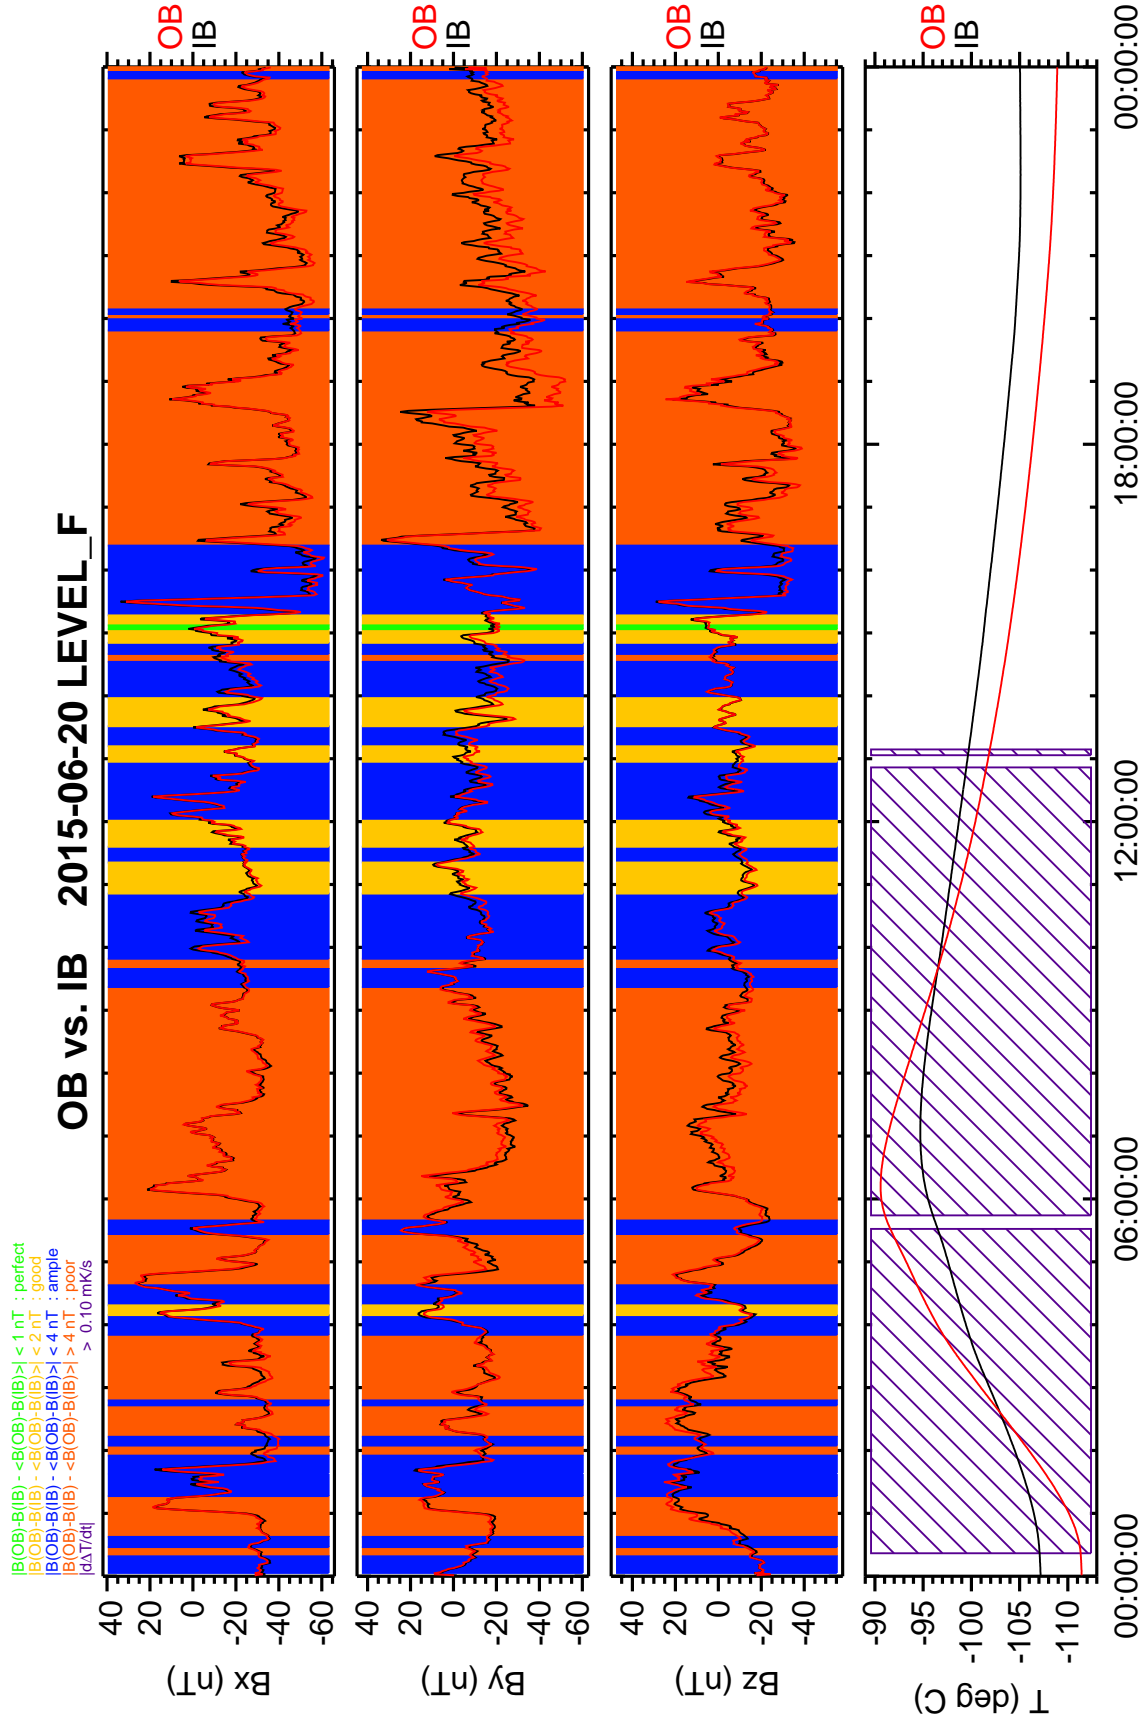 OB vs. IB 2015-06-20 LEVEL_F
|B(OB)-B(IB) - <B(OB)-B(IB)>| < 1 nT : perfect
|B(OB)-B(IB) - <B(OB)-B(IB)>| < 2 nT : good
|B(OB)-B(IB) - <B(OB)-B(IB)>| < 4 nT : ample
|B(OB)-B(IB) - <B(OB)-B(IB)>| > 4 nT : poor
|dΔT/dt| > 0.10 mK/s
Bx (nT)
40
20
0
-20
-40
-60
OB
IB
By (nT)
40
20
0
-20
-40
-60
OB
IB
Bz (nT)
40
20
0
-20
-40
OB
IB
T (deg C)
-90
-95
-100
-105
-110
OB
IB
00:00:00
06:00:00
12:00:00
18:00:00
00:00:00